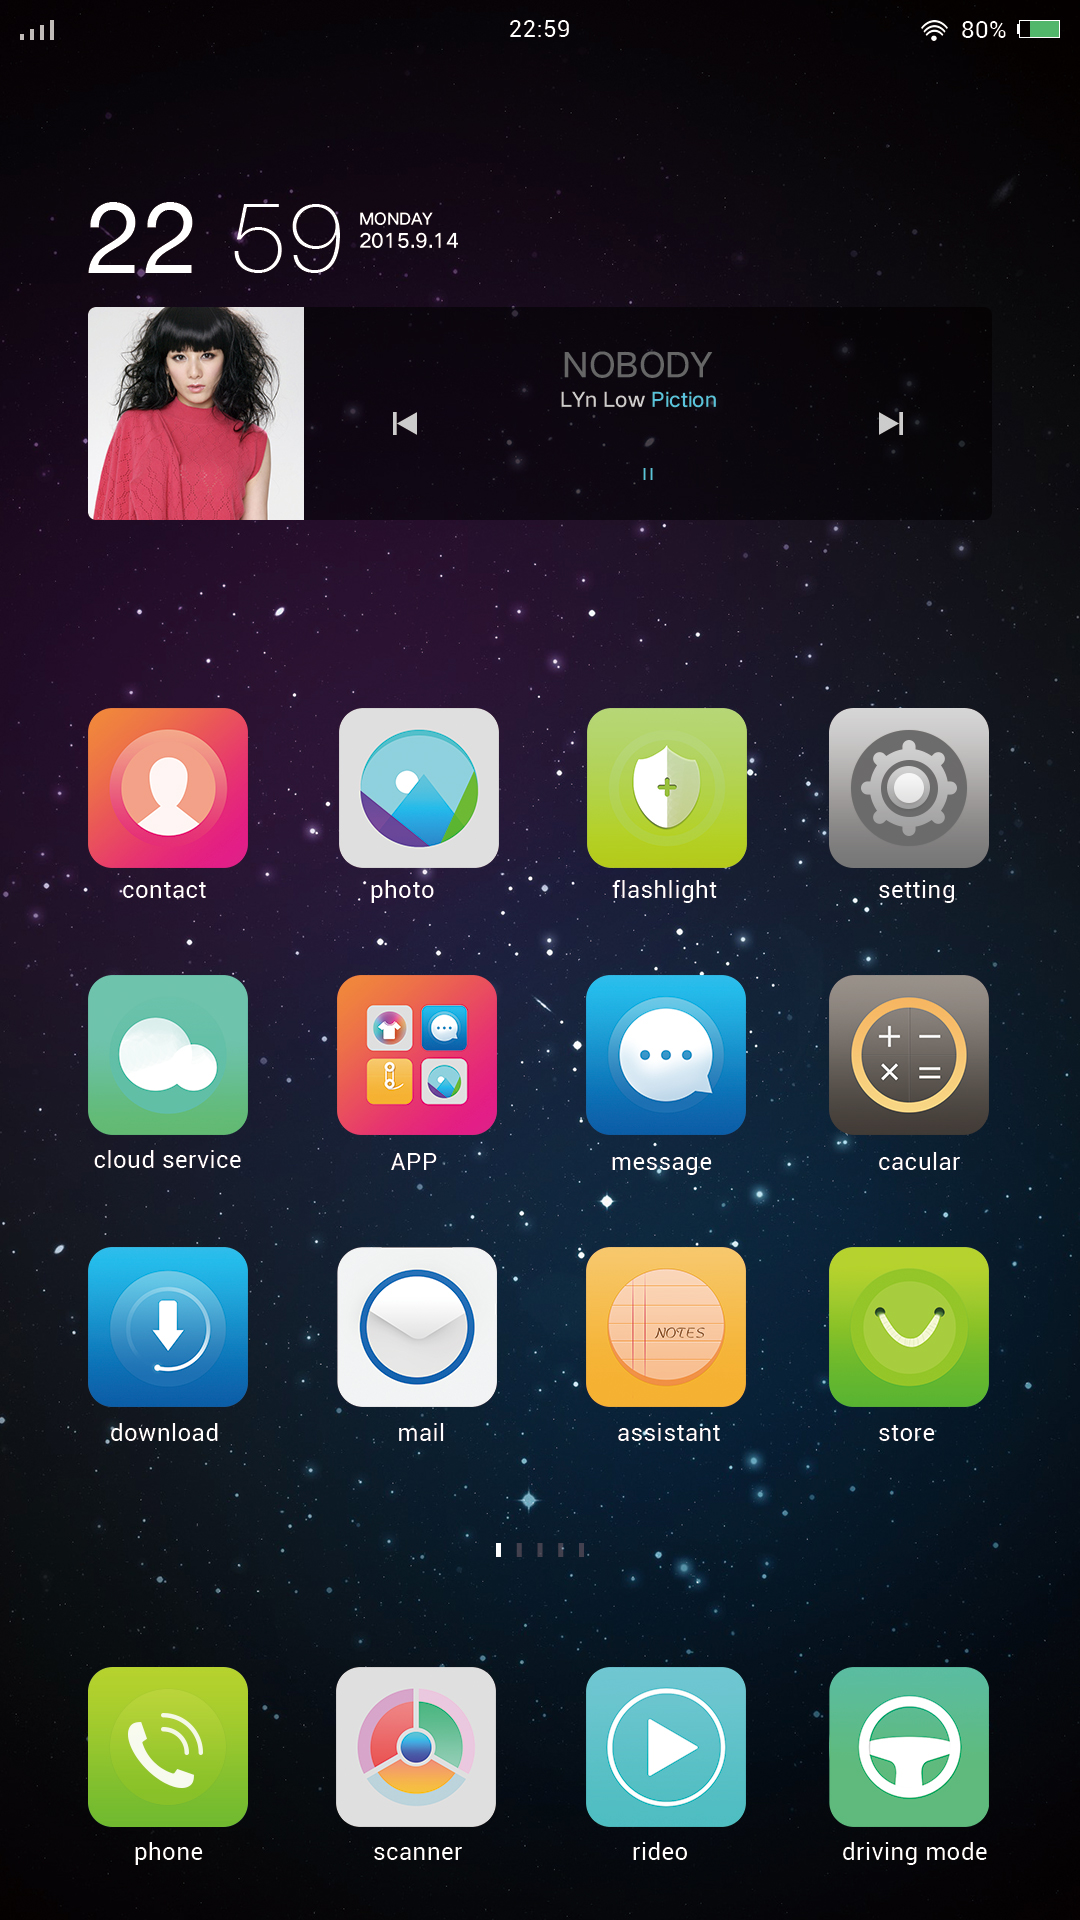 22:59 80%
22 59 MONDAY
2015.9.14
NOBODY
LYn Low Piction
contact photo flashlight setting
cloud service APP message cacular
NOTES
download mail assistant store
phone scanner rideo driving mode